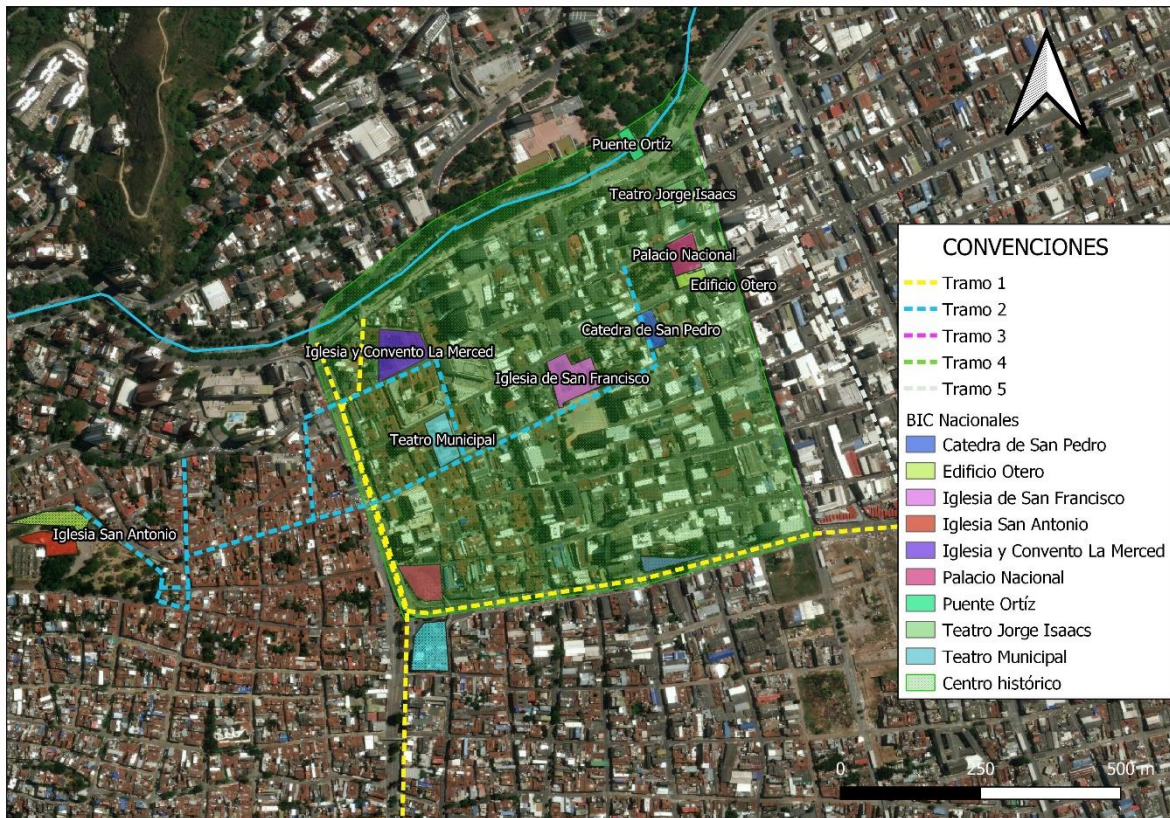 Puente Ortíz
Teatro Jorge Isaacs
Palacio Nacional
Edificio Otero
Catedra de San Pedro
Iglesia y Convento La Merced
Iglesia de San Francisco
Teatro Municipal
Iglesia San Antonio
CONVENCIONES
Tramo 1
Tramo 2
Tramo 3
Tramo 4
Tramo 5
BIC Nacionales
Catedra de San Pedro
Edificio Otero
Iglesia de San Francisco
Iglesia San Antonio
Iglesia y Convento La Merced
Palacio Nacional
Puente Ortíz
Teatro Jorge Isaacs
Teatro Municipal
Centro histórico
0 250 500 m